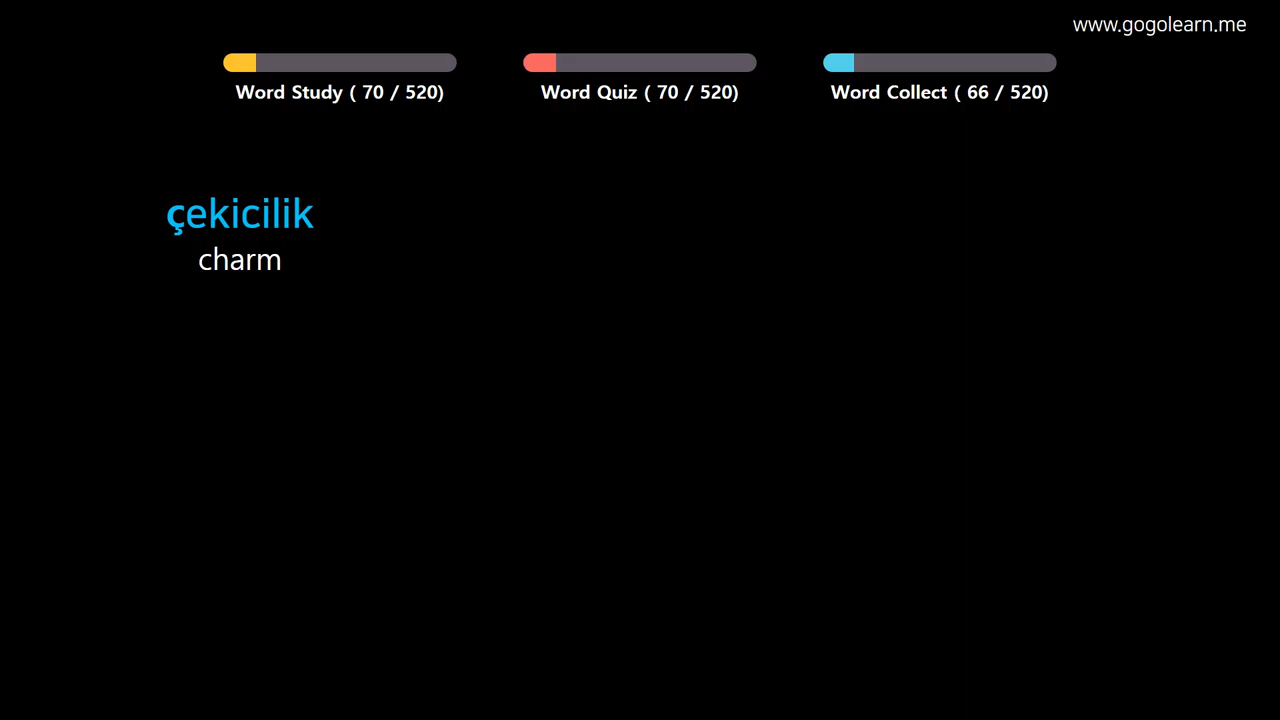 www.gogolearn.me
Word Study ( 70 / 520)
Word Quiz ( 70 / 520)
Word Collect ( 66 / 520)
çekicilik
charm